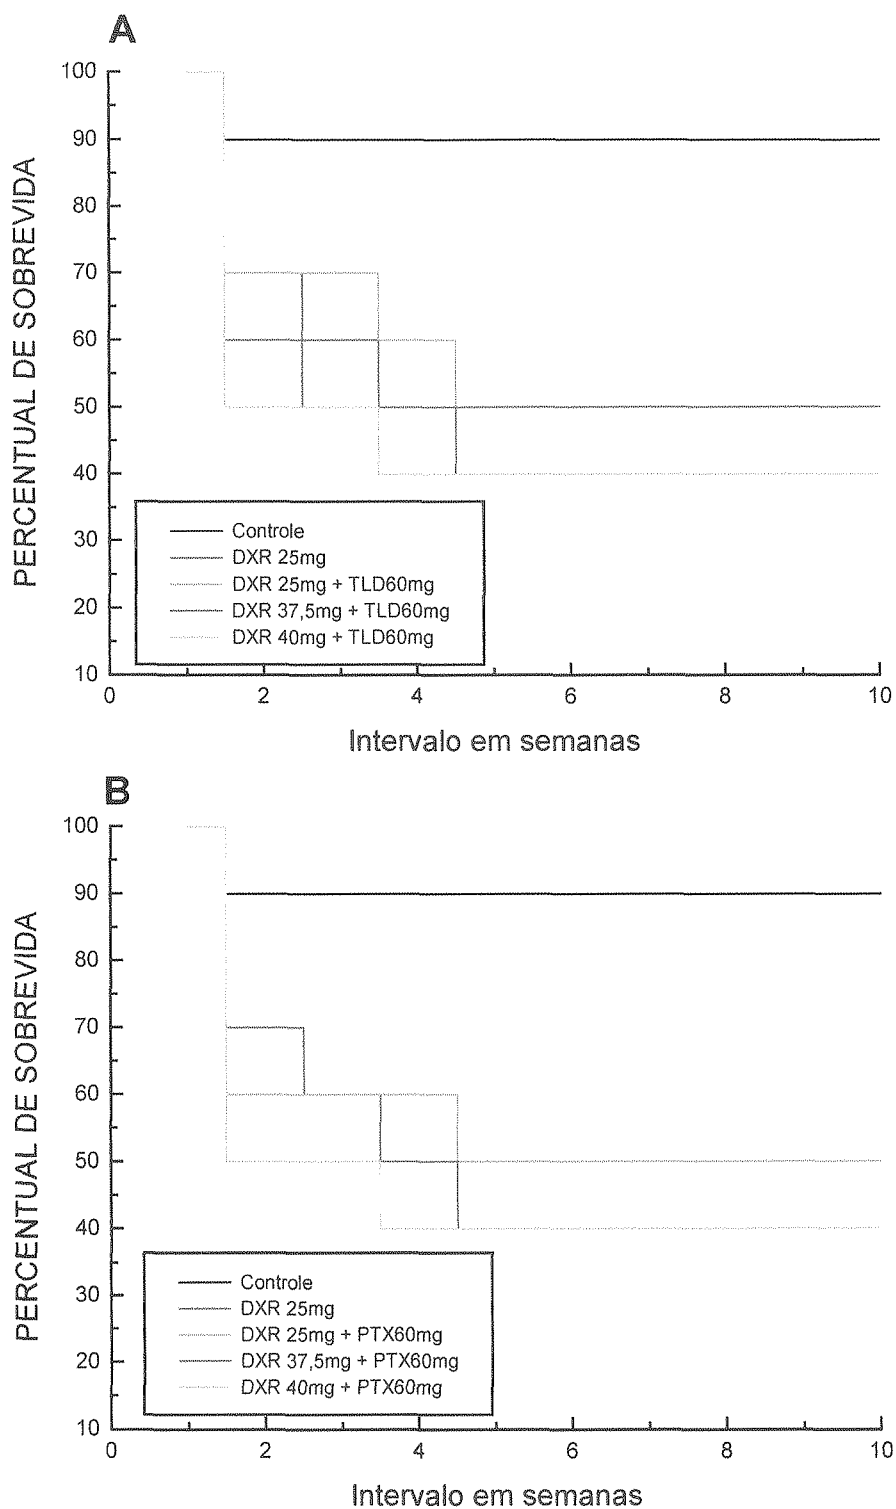 A
PERCENTUAL DE SOBREVIDA
100
90
80
70
60
50
40
30
20
10
Controle
DXR 25mg
DXR 25mg + TLD60mg
DXR 37,5mg + TLD60mg
DXR 40mg + TLD60mg
0 2 4 6 8 10
Intervalo em semanas
B
PERCENTUAL DE SOBREVIDA
100
90
80
70
60
50
40
30
20
10
Controle
DXR 25mg
DXR 25mg + PTX60mg
DXR 37,5mg + PTX60mg
DXR 40mg + PTX60mg
0 2 4 6 8 10
Intervalo em semanas